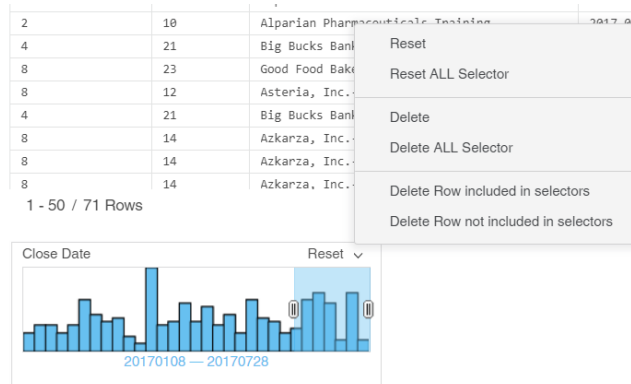 2 10 Alparian Pharmaceuticals Training 2017
4 21 Big Bucks Bank
8 23 Good Food Bake
8 12 Asteria, Inc.
4 21 Big Bucks Bank
8 14 Azkarza, Inc.
8 14 Azkarza, Inc.
8 14 Azkarza, Inc.
1 - 50 / 71 Rows
Reset
Reset ALL Selector
Delete
Delete ALL Selector
Delete Row included in selectors
Delete Row not included in selectors
Close Date Reset
20170108 — 20170728